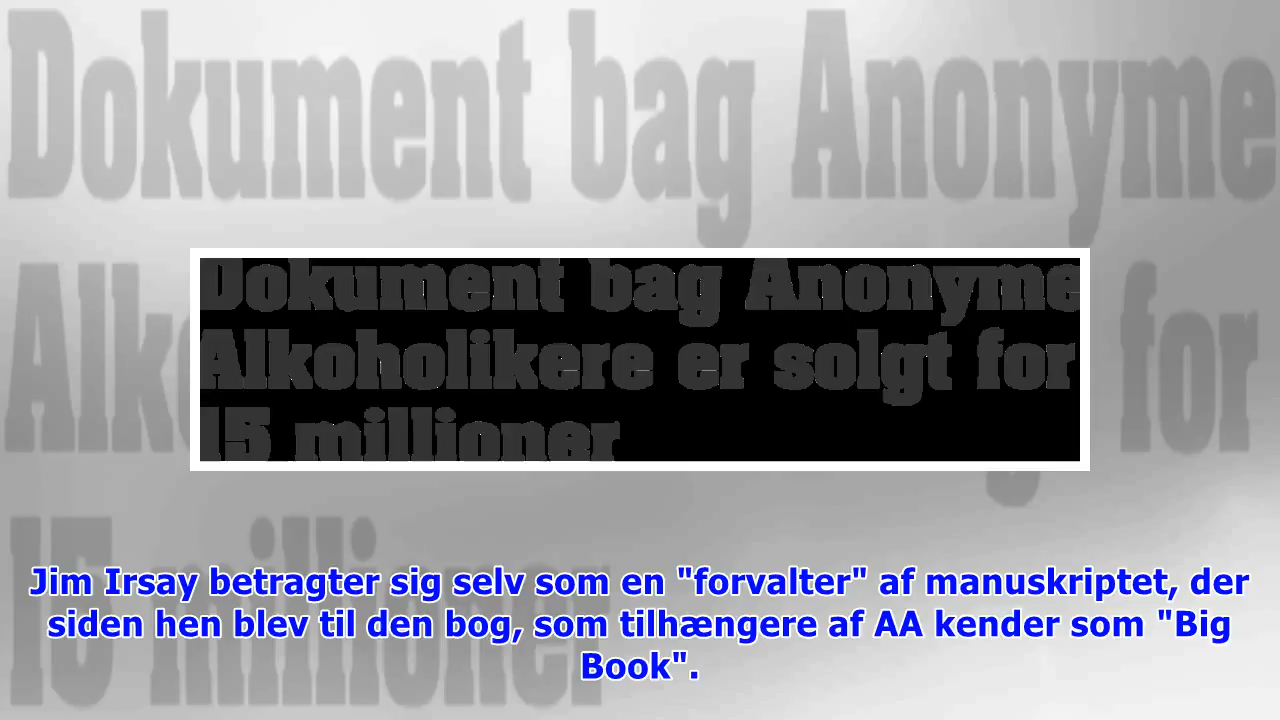 Dokument bag Anonyme
Alkoholikere er solgt for
15 millioner
Jim Irsay betragter sig selv som en "forvalter" af manuskriptet, der
siden hen blev til den bog, som tilhængere af AA kender som "Big
Book".